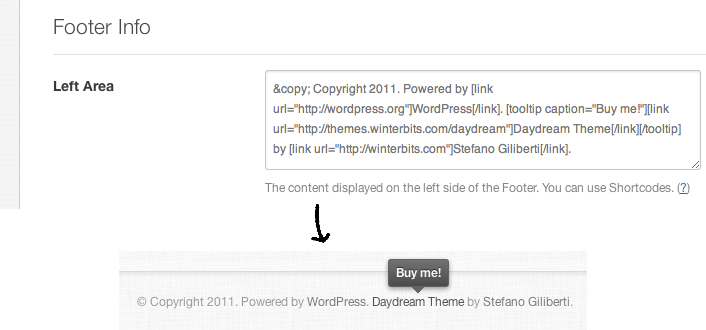 Footer Info
Left Area
&copy; Copyright 2011. Powered by [link
url="http://wordpress.org"]WordPress[/link]. [tooltip caption="Buy me!"][link
url="http://themes.winterbits.com/daydream"]Daydream Theme[/link][/tooltip]
by [link url="http://winterbits.com"]Stefano Giliberti[/link].
The content displayed on the left side of the Footer. You can use Shortcodes. (?)
Buy me!
© Copyright 2011. Powered by WordPress. Daydream Theme by Stefano Giliberti.